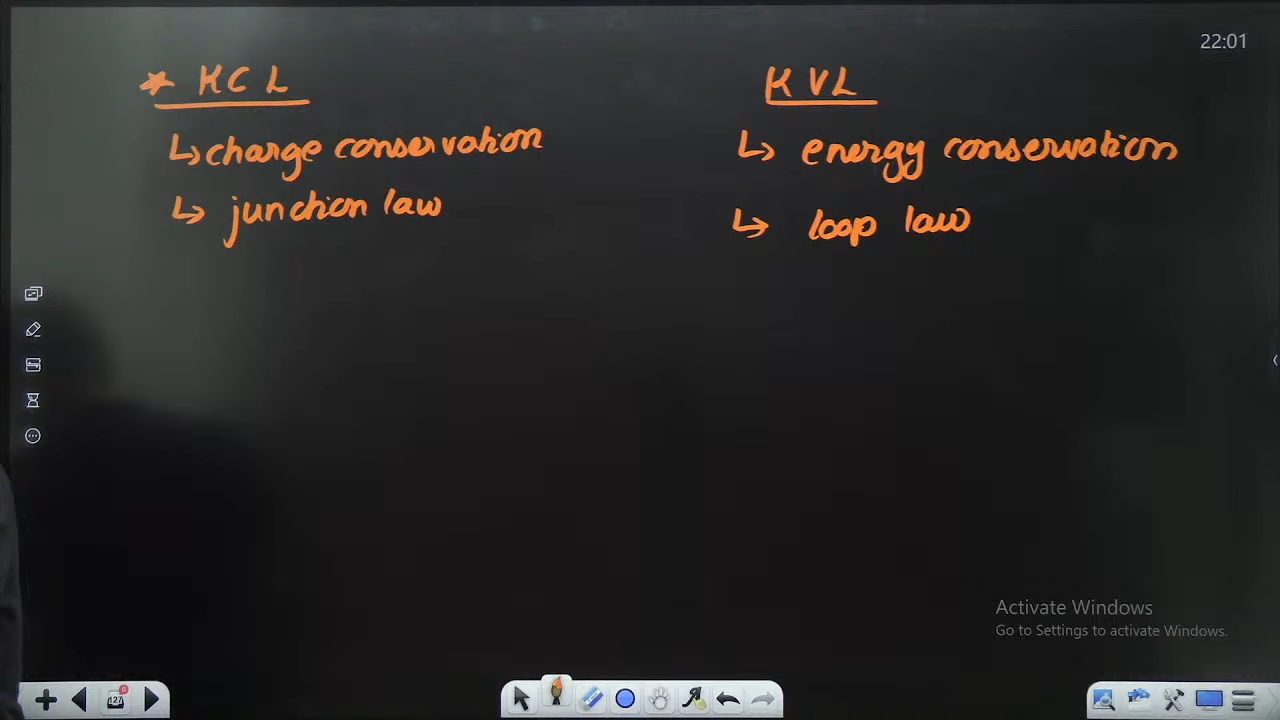 22:01
* KCL
↳ charge conservation
↳ junction law
KVL
↳ energy conservation
↳ loop law
Activate Windows
Go to Settings to activate Windows.